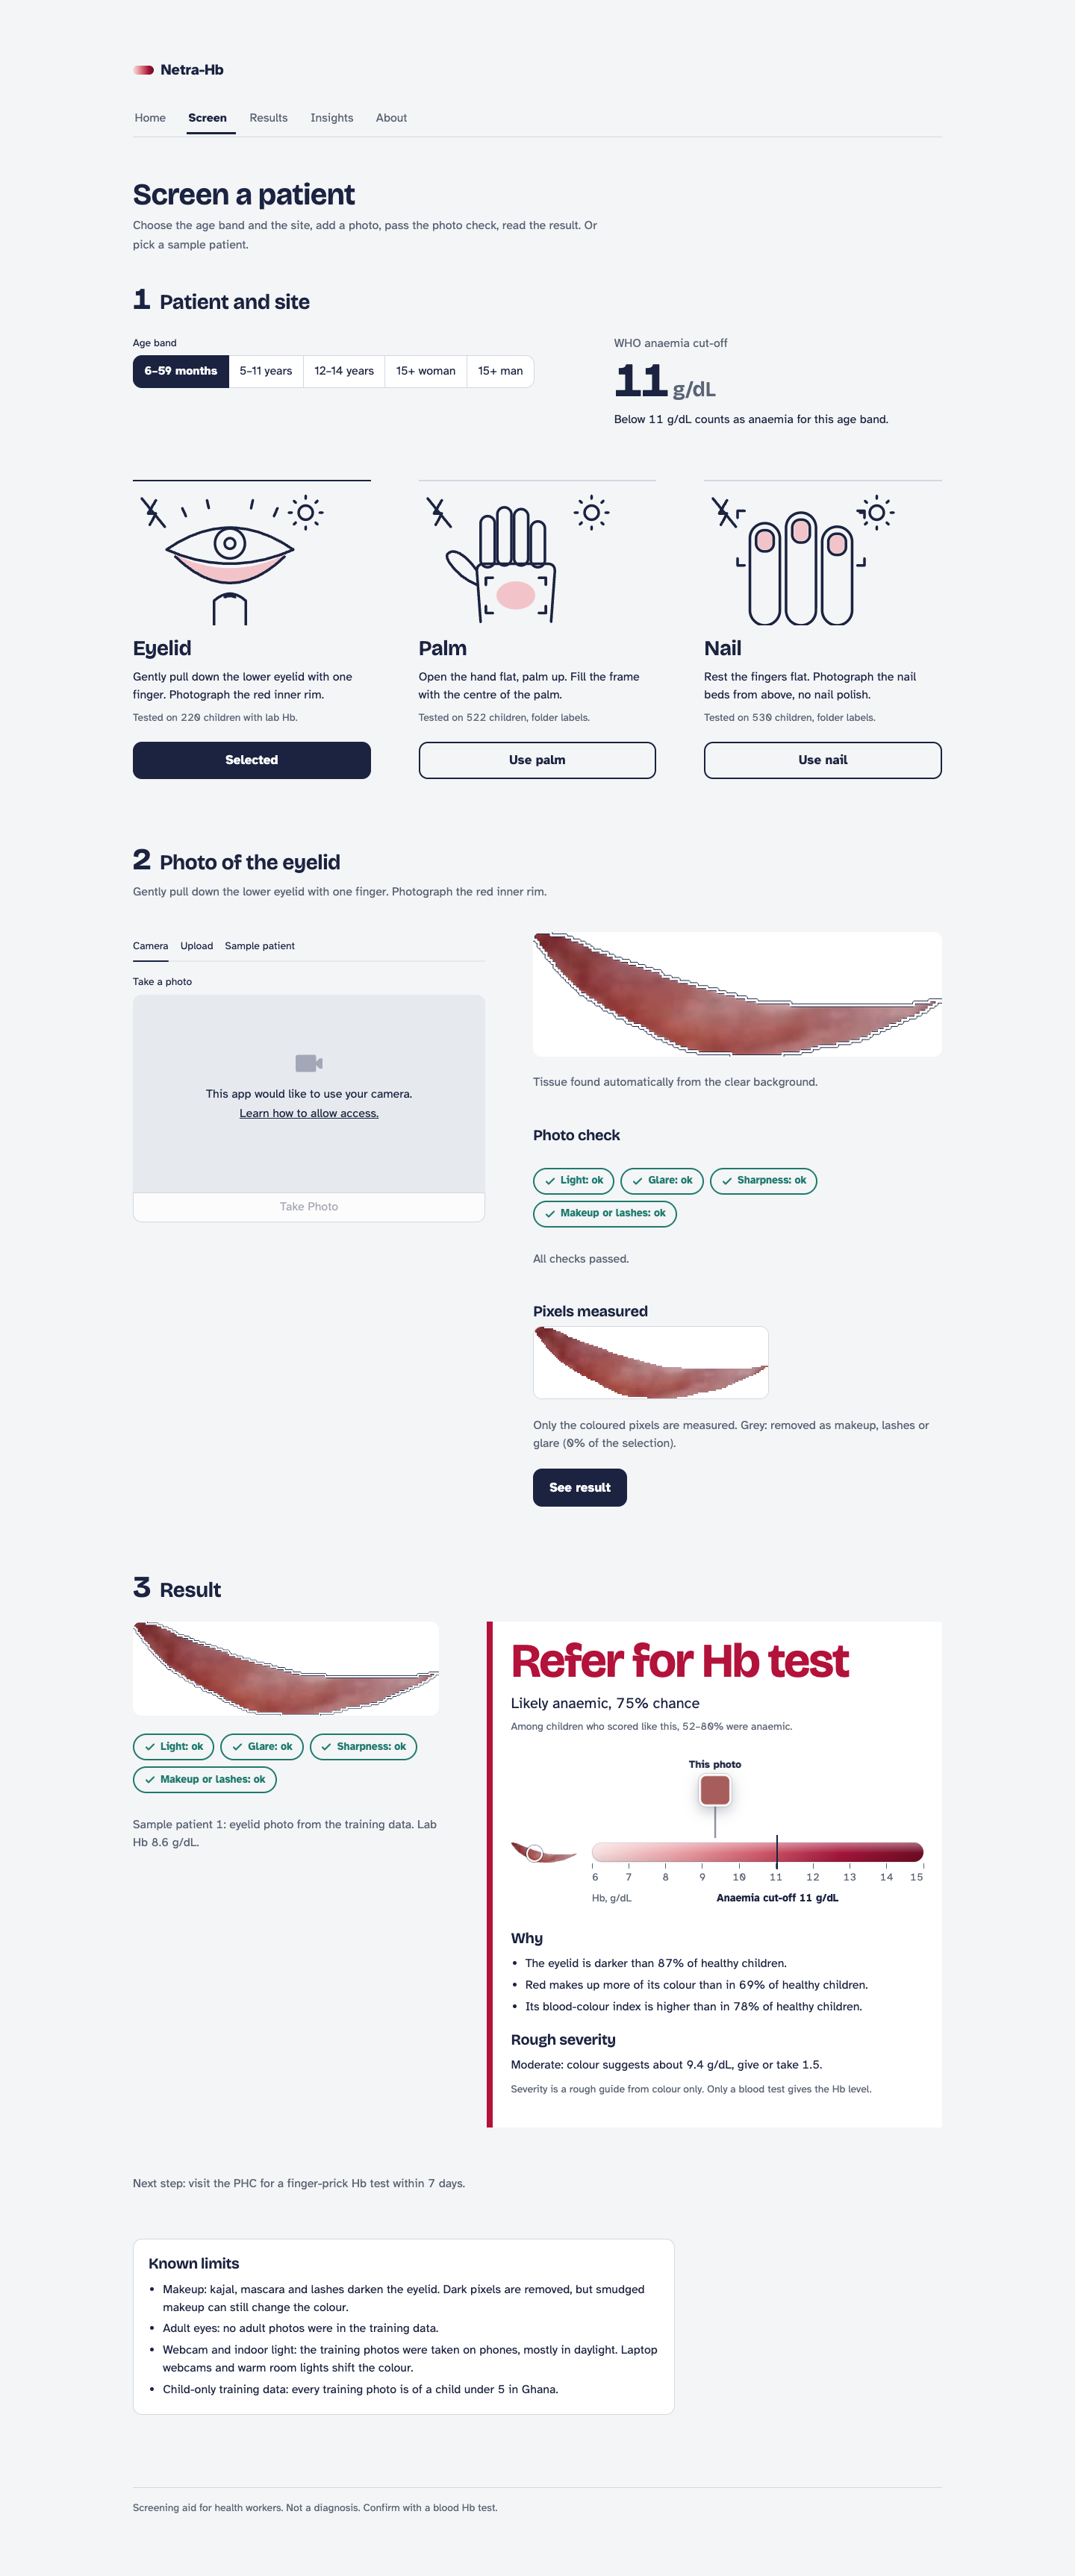 Netra-Hb
Home Screen Results Insights About
Screen a patient
Choose the age band and the site, add a photo, pass the photo check, read the result. Or
pick a sample patient.
1 Patient and site
Age band
6–59 months 5–11 years 12–14 years 15+ woman 15+ man
WHO anaemia cut-off
11 g/dL
Below 11 g/dL counts as anaemia for this age band.
Eyelid
Gently pull down the lower eyelid with one
finger. Photograph the red inner rim.
Tested on 220 children with lab Hb.
Selected
Palm
Open the hand flat, palm up. Fill the frame
with the centre of the palm.
Tested on 522 children, folder labels.
Use palm
Nail
Rest the fingers flat. Photograph the nail
beds from above, no nail polish.
Tested on 530 children, folder labels.
Use nail
2 Photo of the eyelid
Gently pull down the lower eyelid with one finger. Photograph the red inner rim.
Camera Upload Sample patient
Take a photo
This app would like to use your camera.
Learn how to allow access.
Take Photo
Tissue found automatically from the clear background.
Photo check
Light: ok Glare: ok Sharpness: ok
Makeup or lashes: ok
All checks passed.
Pixels measured
Only the coloured pixels are measured. Grey: removed as makeup, lashes or
glare (0% of the selection).
See result
3 Result
Light: ok Glare: ok Sharpness: ok
Makeup or lashes: ok
Sample patient 1: eyelid photo from the training data. Lab
Hb 8.6 g/dL.
Refer for Hb test
Likely anaemic, 75% chance
Among children who scored like this, 52–80% were anaemic.
This photo
6 7 8 9 10 11 12 13 14 15
Hb, g/dL Anaemia cut-off 11 g/dL
Why
• The eyelid is darker than 87% of healthy children.
• Red makes up more of its colour than in 69% of healthy children.
• Its blood-colour index is higher than in 78% of healthy children.
Rough severity
Moderate: colour suggests about 9.4 g/dL, give or take 1.5.
Severity is a rough guide from colour only. Only a blood test gives the Hb level.
Next step: visit the PHC for a finger-prick Hb test within 7 days.
Known limits
• Makeup: kajal, mascara and lashes darken the eyelid. Dark pixels are removed, but smudged
makeup can still change the colour.
• Adult eyes: no adult photos were in the training data.
• Webcam and indoor light: the training photos were taken on phones, mostly in daylight. Laptop
webcams and warm room lights shift the colour.
• Child-only training data: every training photo is of a child under 5 in Ghana.
Screening aid for health workers. Not a diagnosis. Confirm with a blood Hb test.